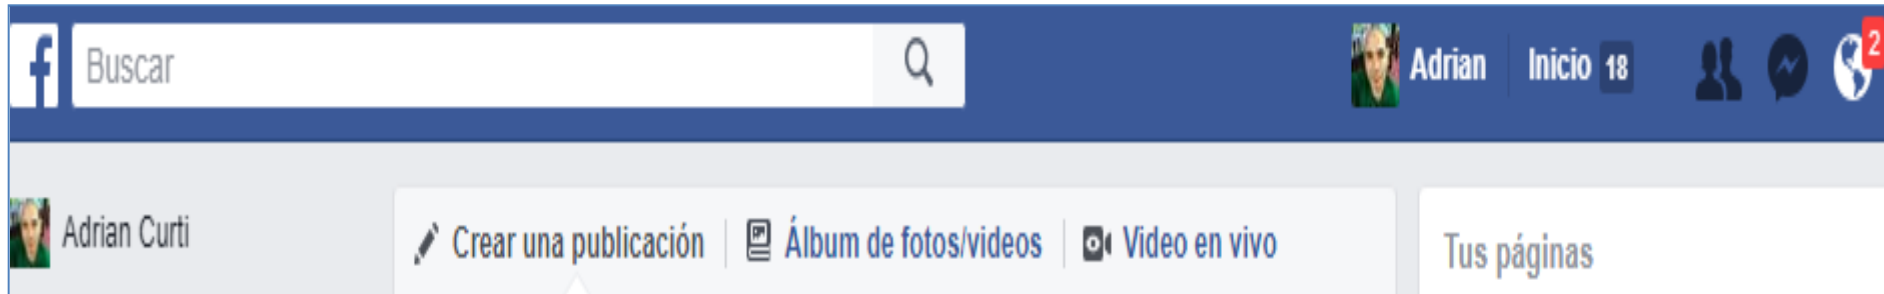 f Buscar Adrian Inicio 18 2
Adrian Curti Crear una publicación Álbum de fotos/videos Video en vivo Tus páginas